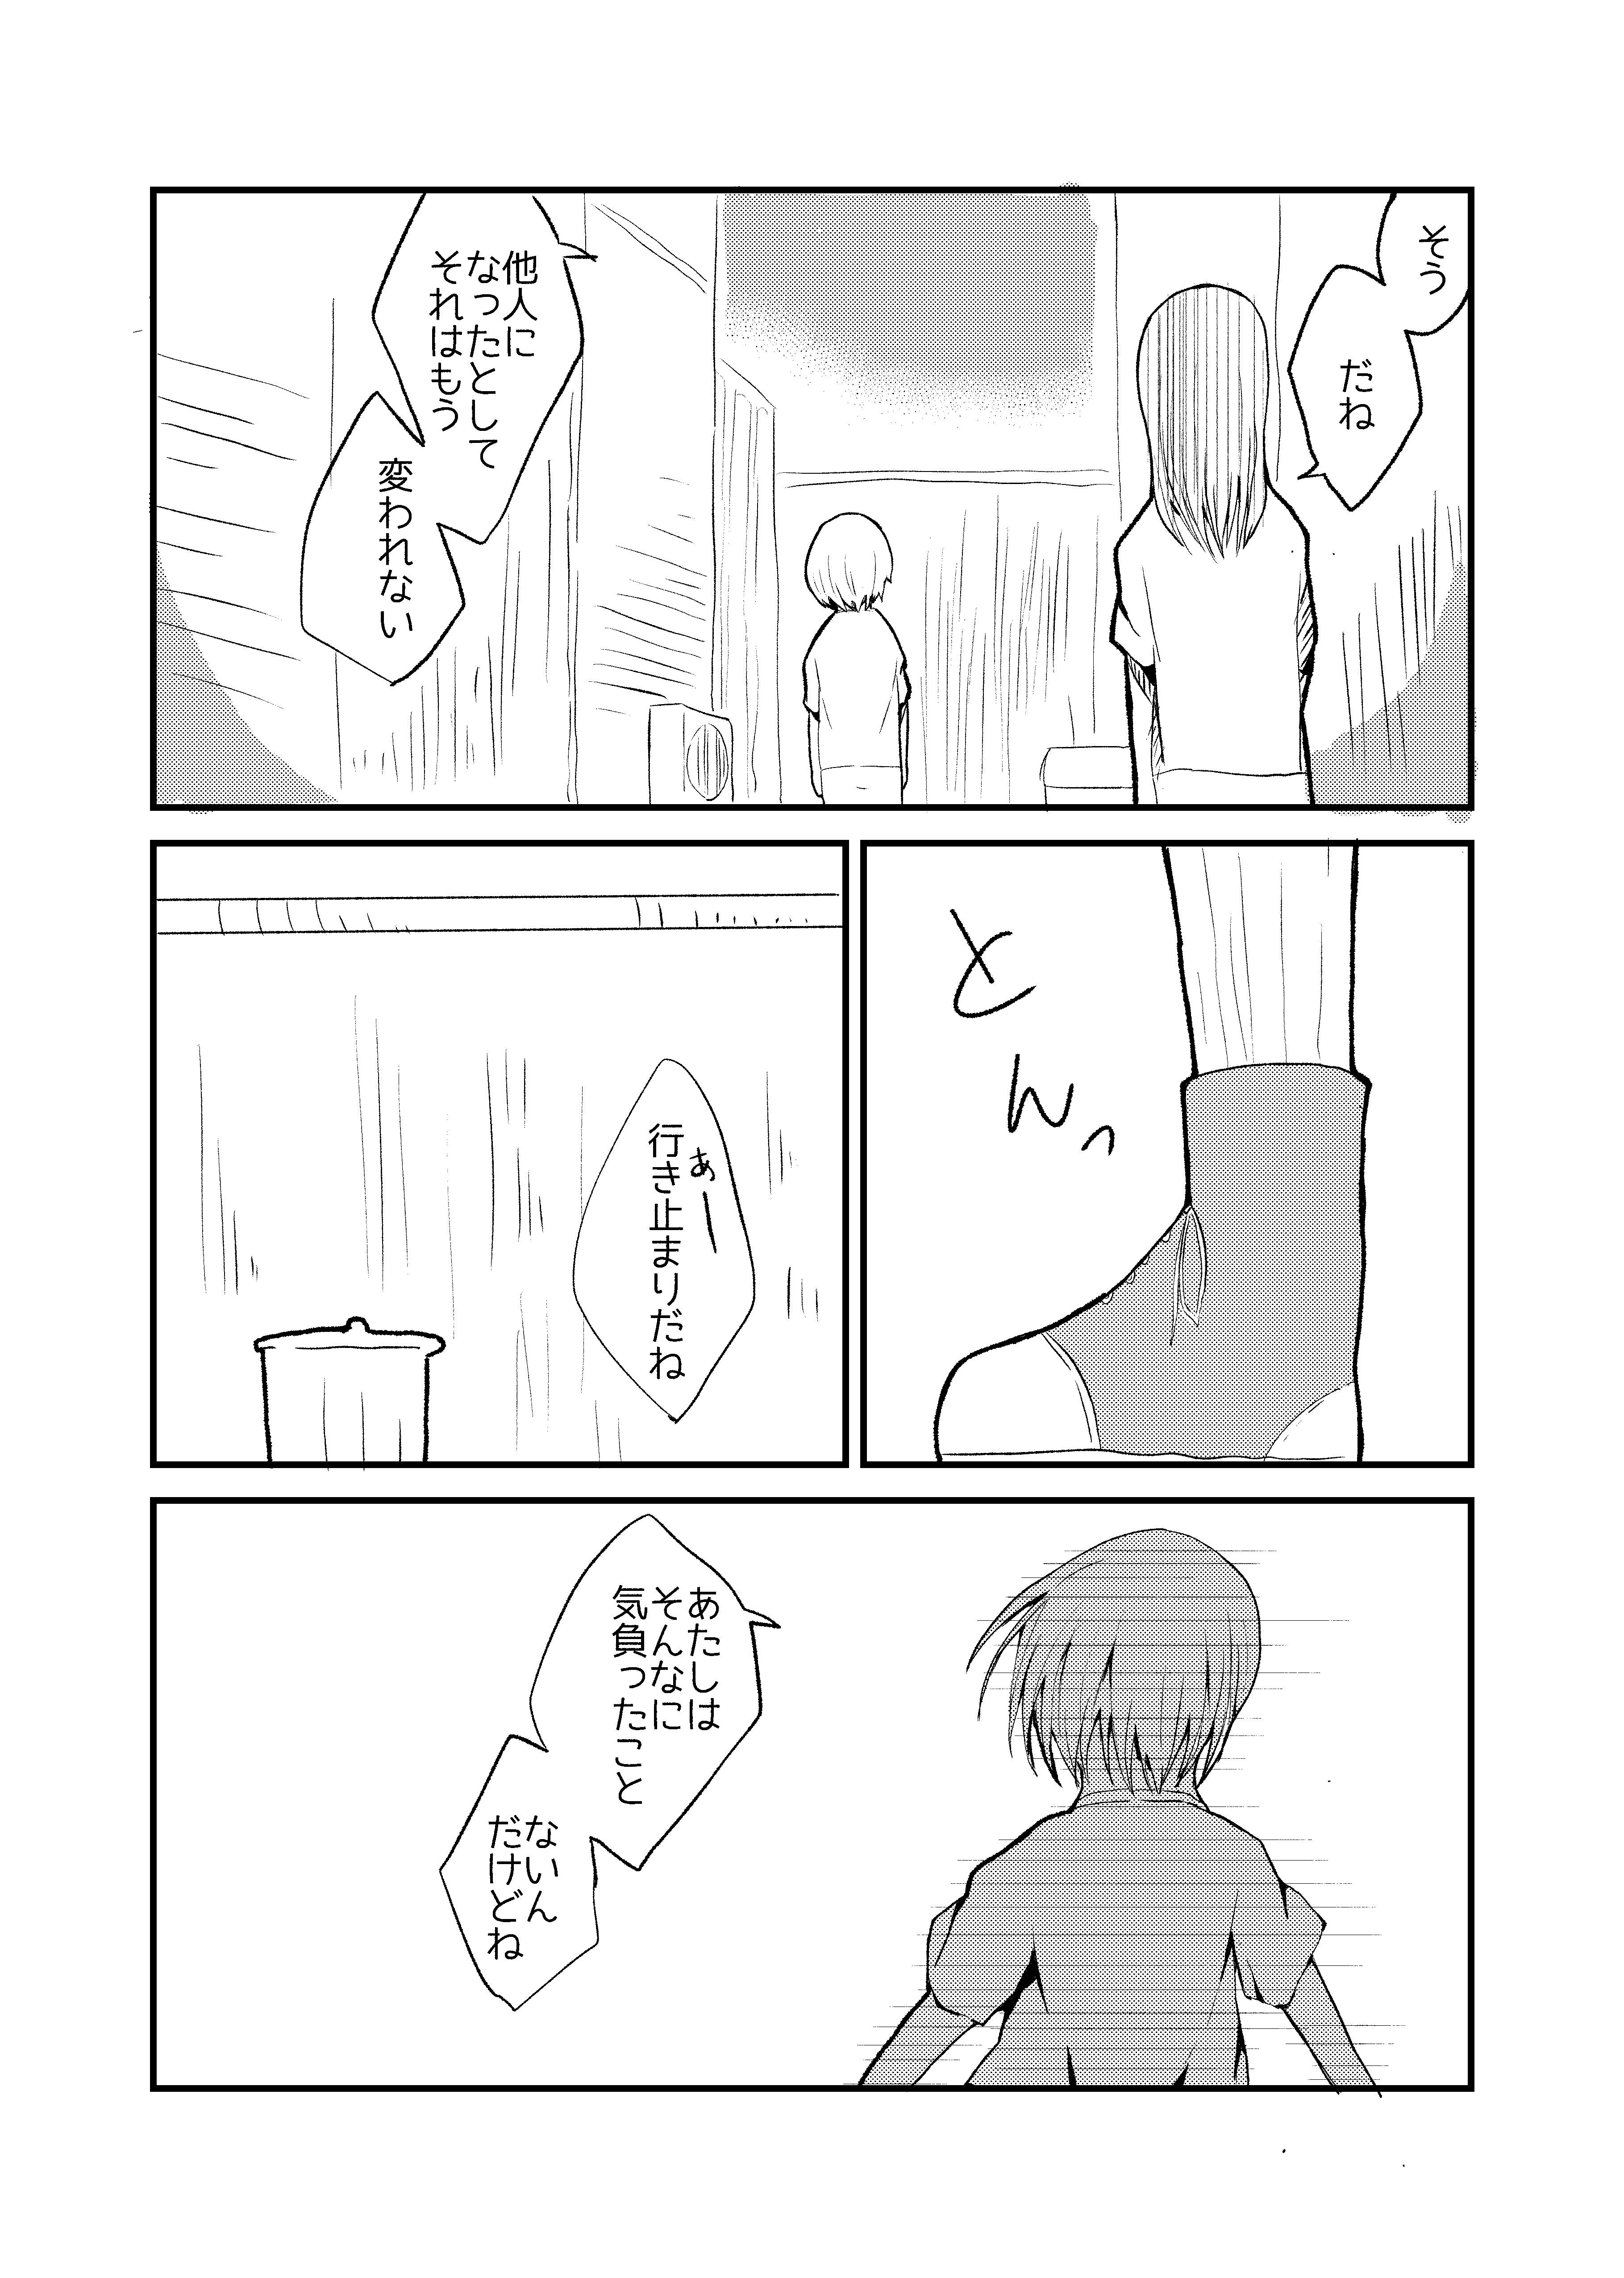 そう
だね
他人に
なったとして
それはもう
変われない
とんっ
あー
行き止まりだね
あたしは
そんなに
気負ったこと
ないん
だけどね